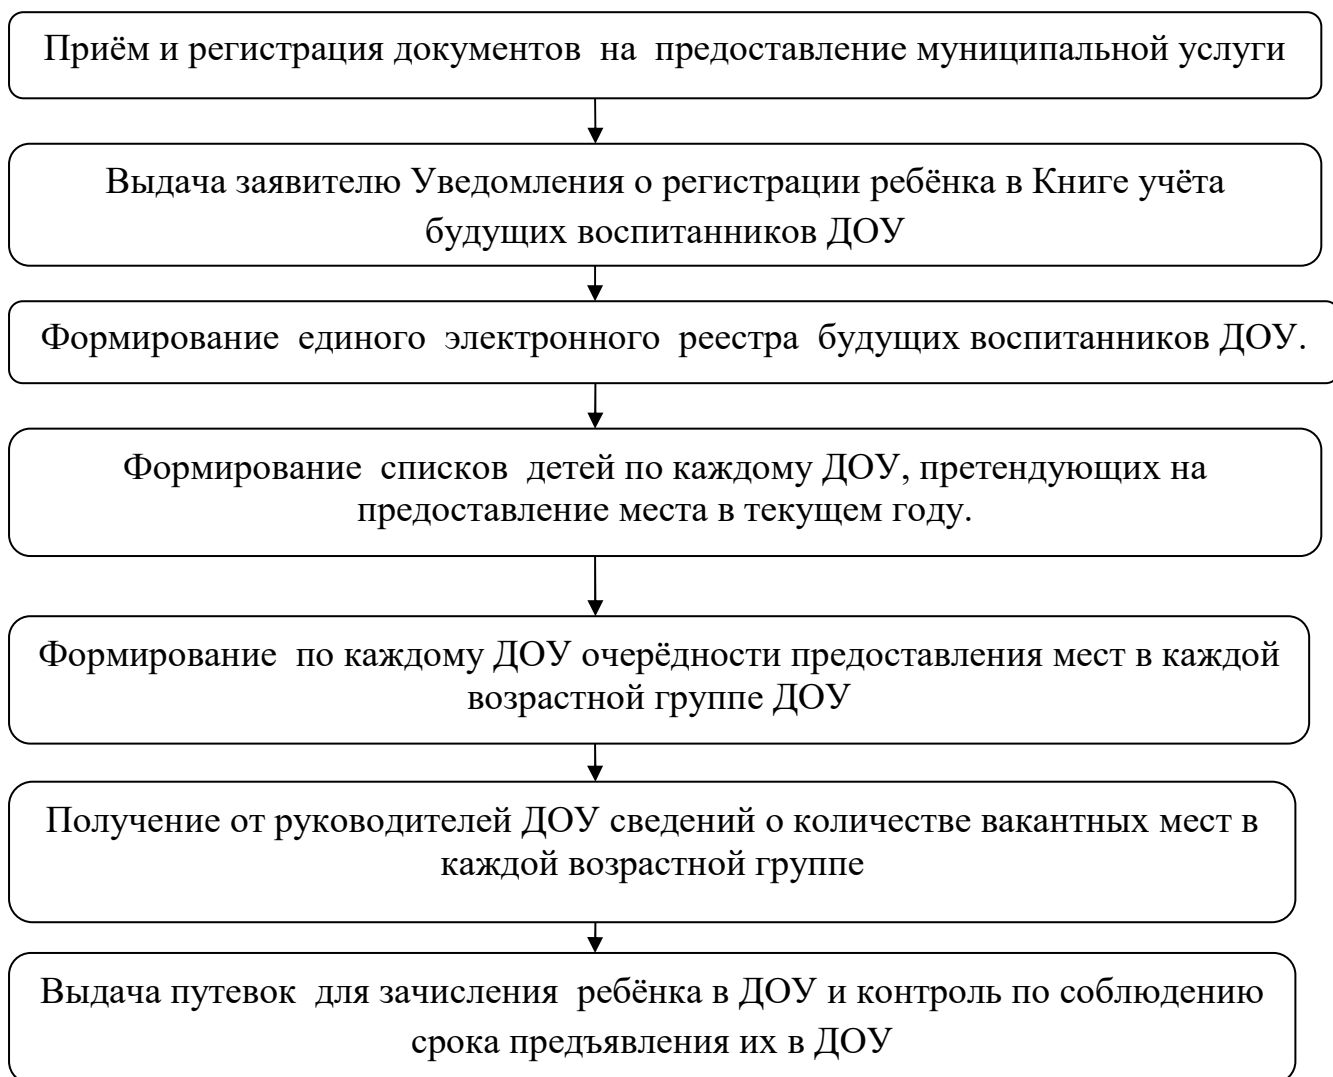 Приём и регистрация документов на предоставление муниципальной услуги
Выдача заявителю Уведомления о регистрации ребёнка в Книге учёта
будущих воспитанников ДОУ
Формирование единого электронного реестра будущих воспитанников ДОУ.
Формирование списков детей по каждому ДОУ, претендующих на
предоставление места в текущем году.
Формирование по каждому ДОУ очерёдности предоставления мест в каждой
возрастной группе ДОУ
Получение от руководителей ДОУ сведений о количестве вакантных мест в
каждой возрастной группе
Выдача путевок для зачисления ребёнка в ДОУ и контроль по соблюдению
срока предъявления их в ДОУ